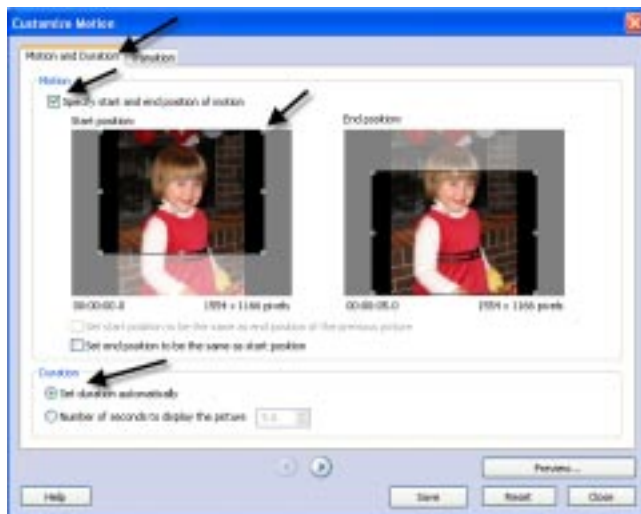 Customize Motion
Motion and Duration Transition
Motion
Specify start and end position of motion
Start position: End position:
00:00:00.0 1554 x 1166 pixels 00:00:05.0 1554 x 1166 pixels
Set start position to be the same as end position of the previous picture
Set end position to be the same as start position
Duration
Set duration automatically
Number of seconds to display the picture 5.0
Preview...
Help Save Reset Close